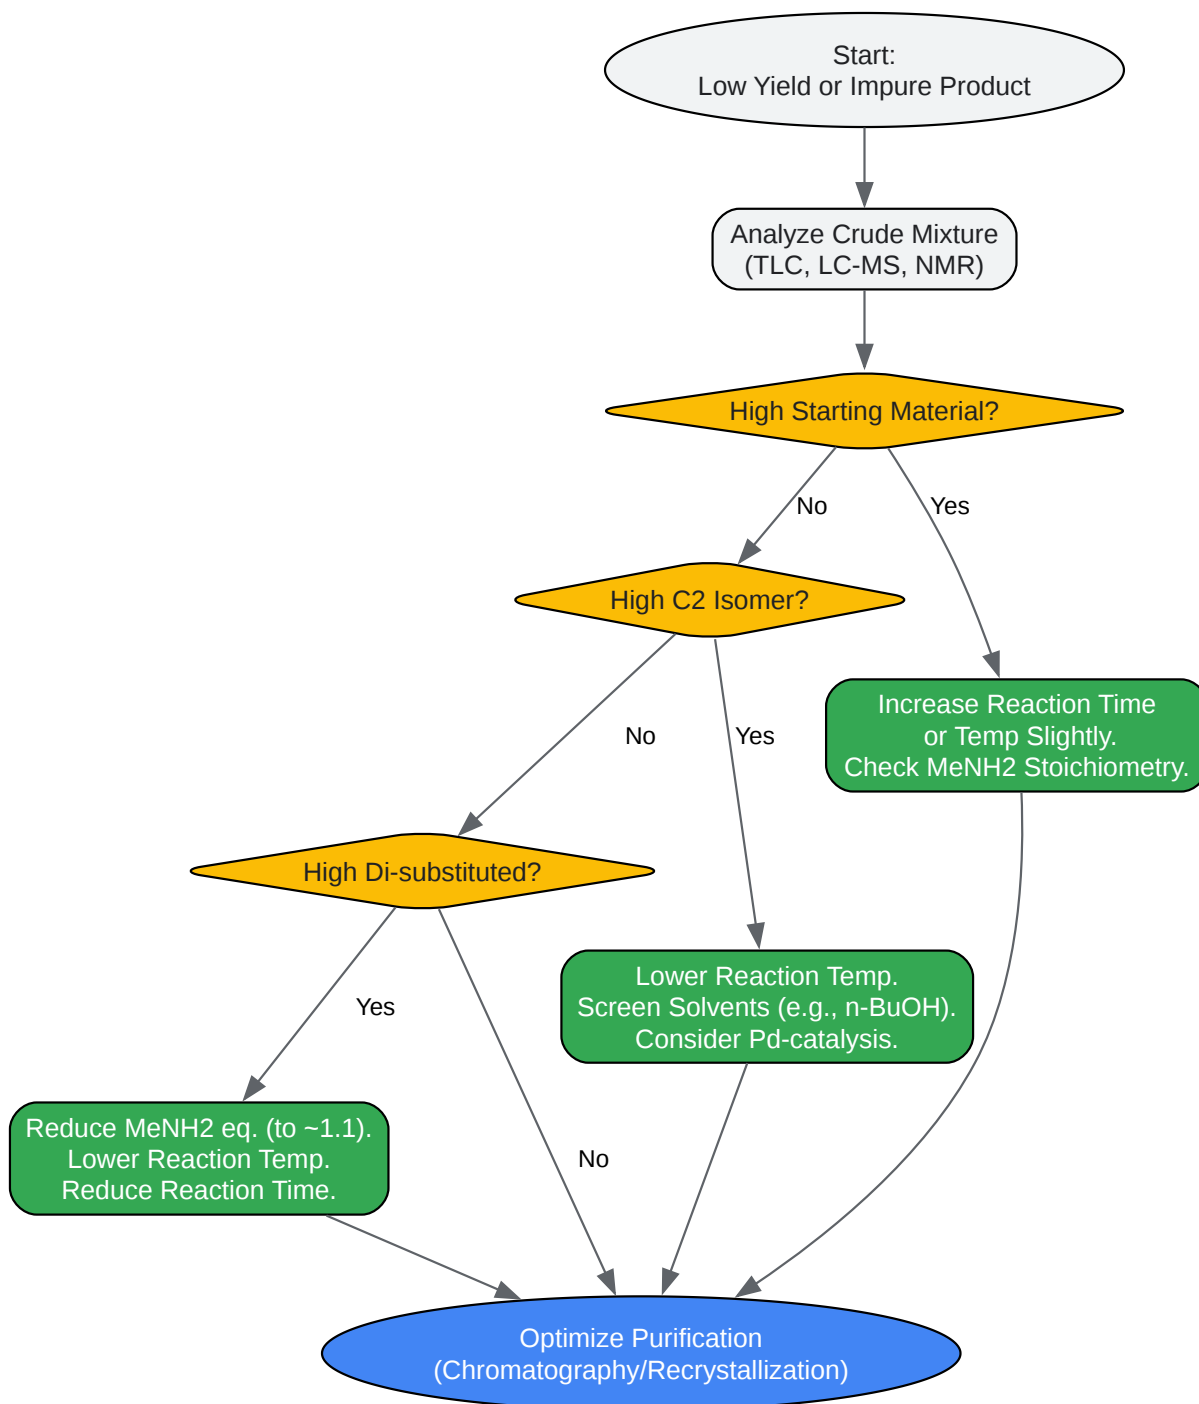 Start:
Low Yield or Impure Product
Analyze Crude Mixture
(TLC, LC-MS, NMR)
High Starting Material?
No
Yes
High C2 Isomer?
Increase Reaction Time
or Temp Slightly.
Check MeNH2 Stoichiometry.
No
Yes
High Di-substituted?
Lower Reaction Temp.
Screen Solvents (e.g., n-BuOH).
Consider Pd-catalysis.
Yes
Reduce MeNH2 eq. (to ~1.1).
Lower Reaction Temp.
Reduce Reaction Time.
No
Optimize Purification
(Chromatography/Recrystallization)